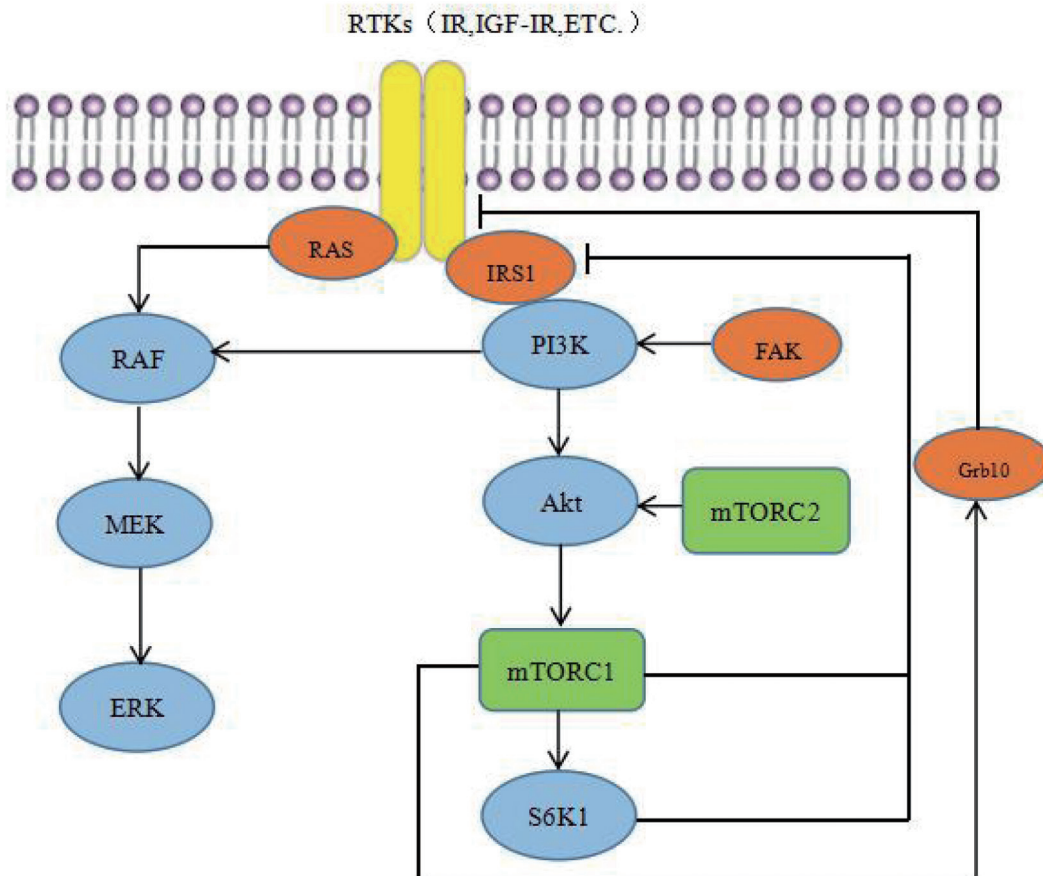 RTKs（IR,IGF-IR,ETC.）
RAS
IRS1
RAF
PI3K
FAK
Grb10
MEK
Akt
mTORC2
mTORC1
ERK
S6K1